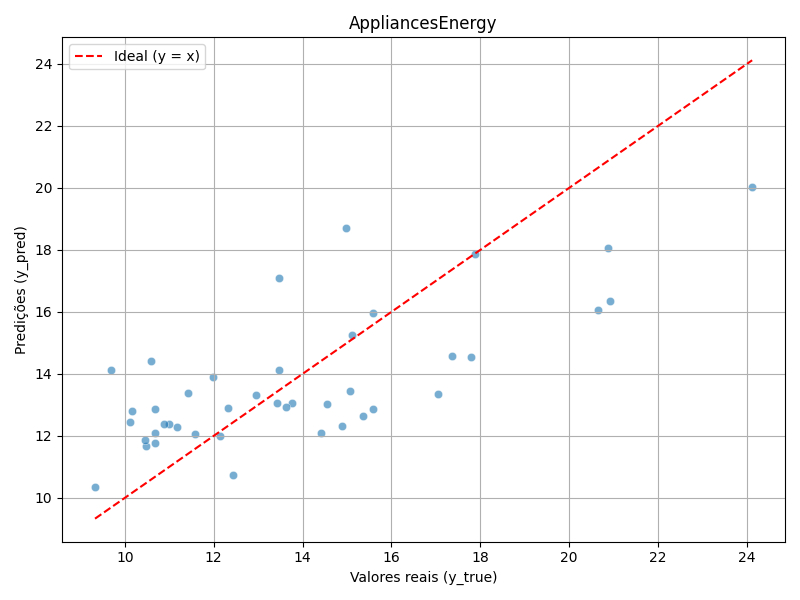 AppliancesEnergy
Ideal (y = x)
24
22
20
18
16
14
12
10
Predições (y_pred)
10 12 14 16 18 20 22 24
Valores reais (y_true)